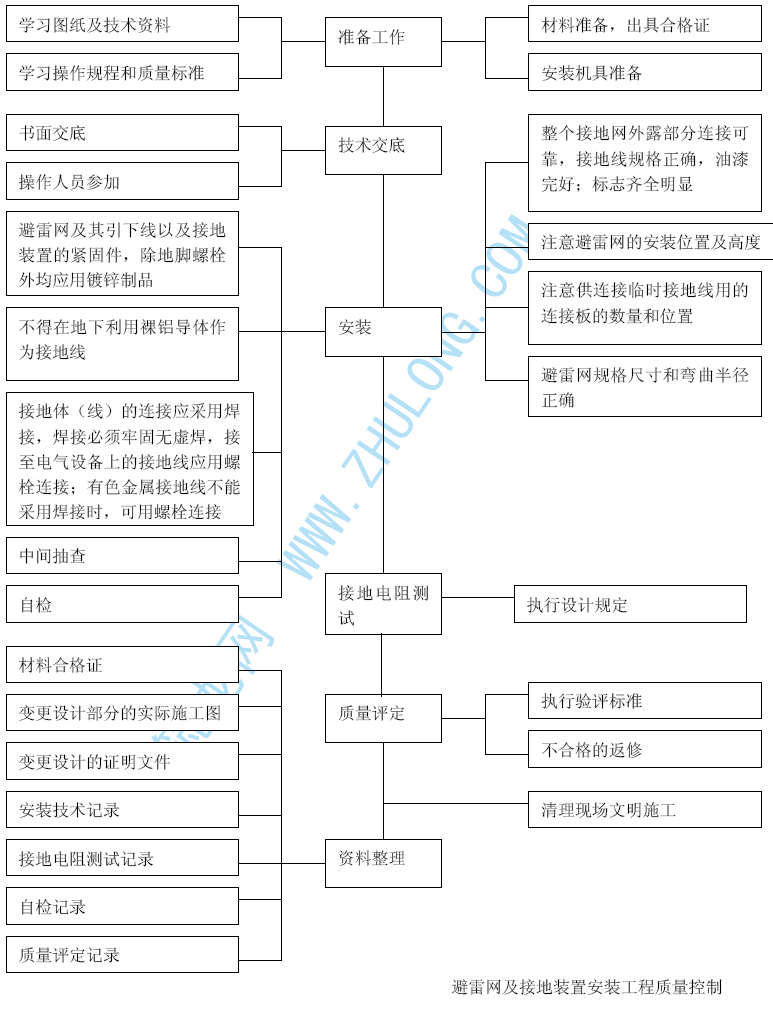 学习图纸及技术资料
准备工作
材料准备，出具合格证
学习操作规程和质量标准
安装机具准备
书面交底
技术交底
操作人员参加
整个接地网外露部分连接可
靠，接地线规格正确，油漆
完好；标志齐全明显
避雷网及其引下线以及接地
装置的紧固件，除地脚螺栓
外均应用镀锌制品
注意避雷网的安装位置及高度
不得在地下利用裸铝导体作
为接地线
安装
注意供连接临时接地线用的
连接板的数量和位置
避雷网规格尺寸和弯曲半径
正确
接地体（线）的连接应采用焊
接，焊接必须牢固无虚焊，接
至电气设备上的接地线应用螺
栓连接；有色金属接地线不能
采用焊接时，可用螺栓连接
中间抽查
自检
接地电阻测
试
执行设计规定
材料合格证
变更设计部分的实际施工图
变更设计的证明文件
质量评定
执行验评标准
不合格的返修
安装技术记录
清理现场文明施工
接地电阻测试记录
资料整理
自检记录
质量评定记录
避雷网及接地装置安装工程质量控制
WWW.ZHULONG.COM